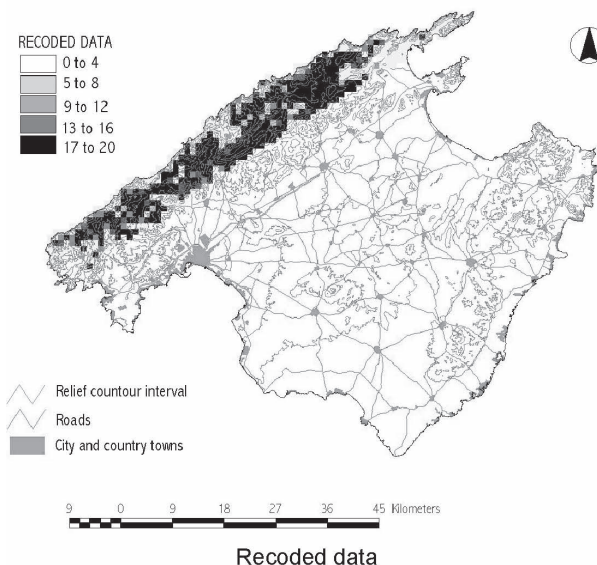 RECODED DATA
0 to 4
5 to 8
9 to 12
13 to 16
17 to 20
Relief countour interval
Roads
City and country towns
9 0 9 18 27 36 45 Kilometers
Recoded data